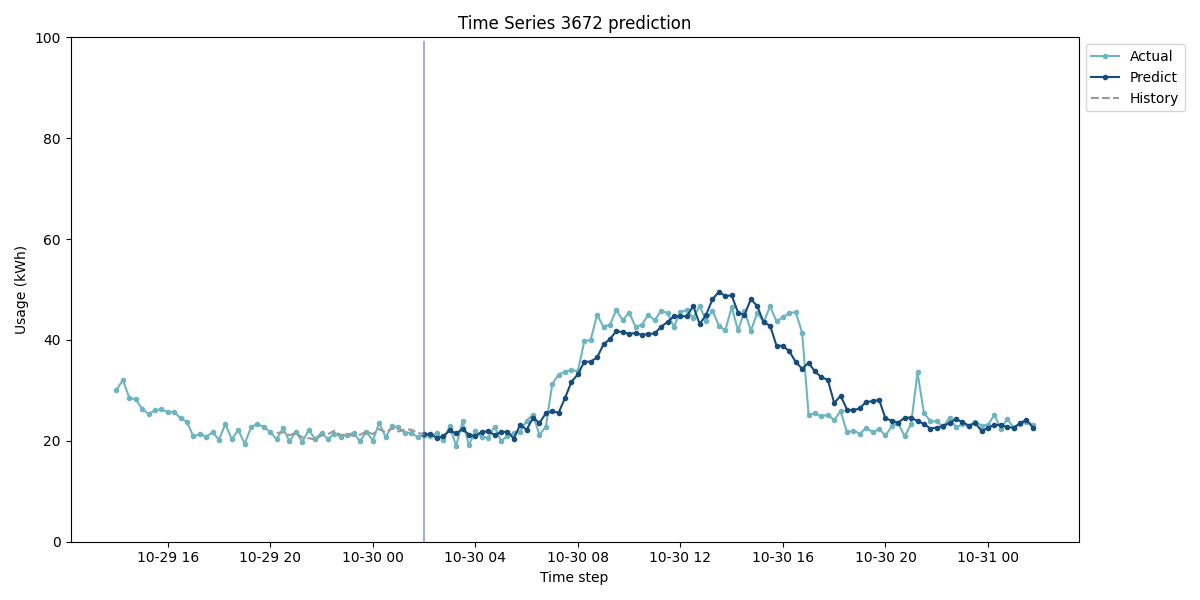 Time Series 3672 prediction
100
80
60
40
20
0
Usage (kWh)
10-29 16
10-29 20
10-30 00
10-30 04
10-30 08
10-30 12
10-30 16
10-30 20
10-31 00
Time step
Actual
Predict
History